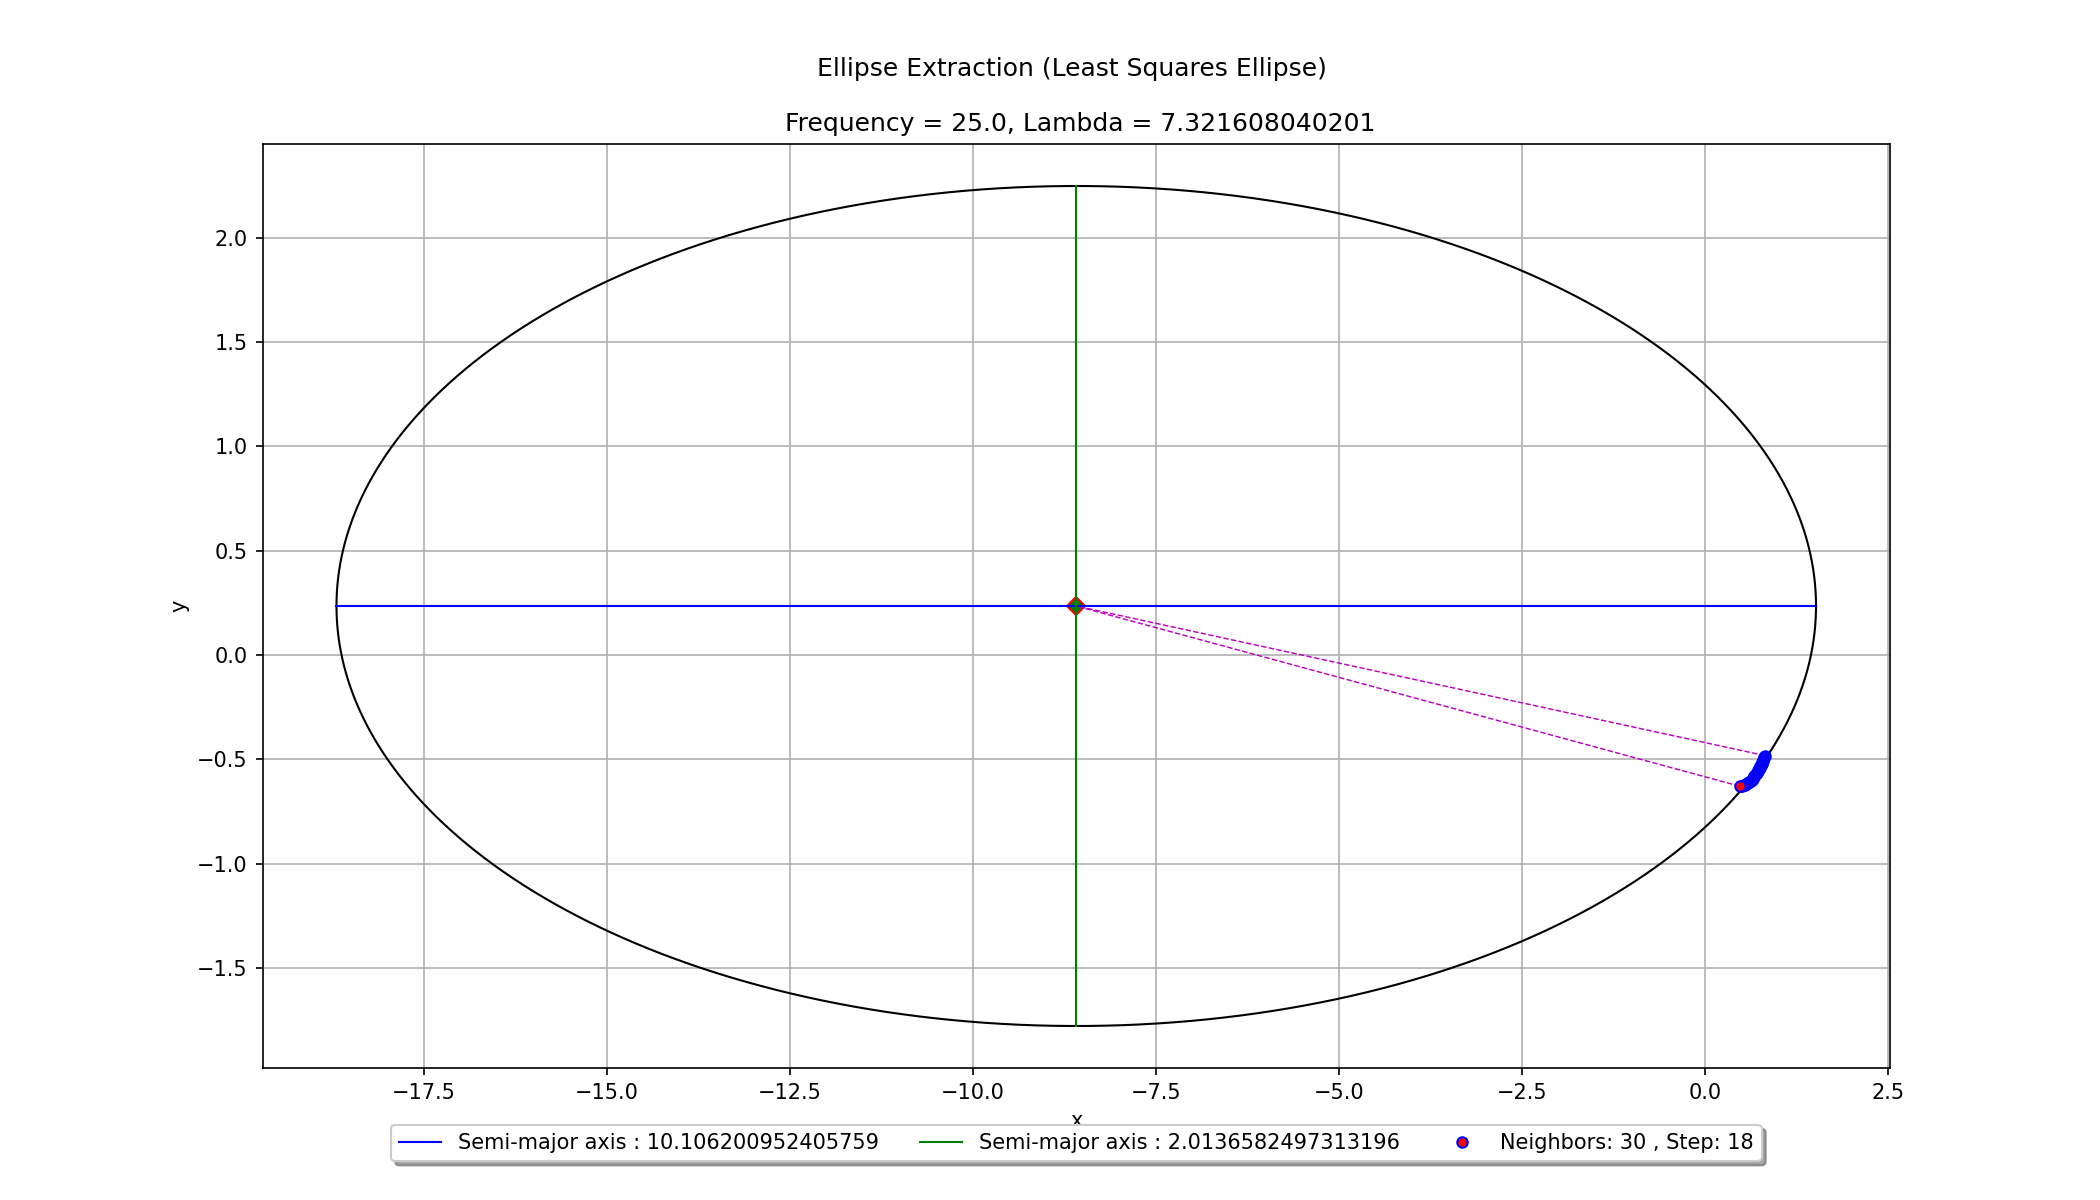 Ellipse Extraction (Least Squares Ellipse)
Frequency = 25.0, Lambda = 7.321608040201
2.0
1.5
1.0
0.5
0.0
−0.5
−1.0
−1.5
y
−17.5 −15.0 −12.5 −10.0 −7.5 −5.0 −2.5 0.0 2.5
x
Semi-major axis : 10.106200952405759 Semi-major axis : 2.0136582497313196 Neighbors: 30 , Step: 18